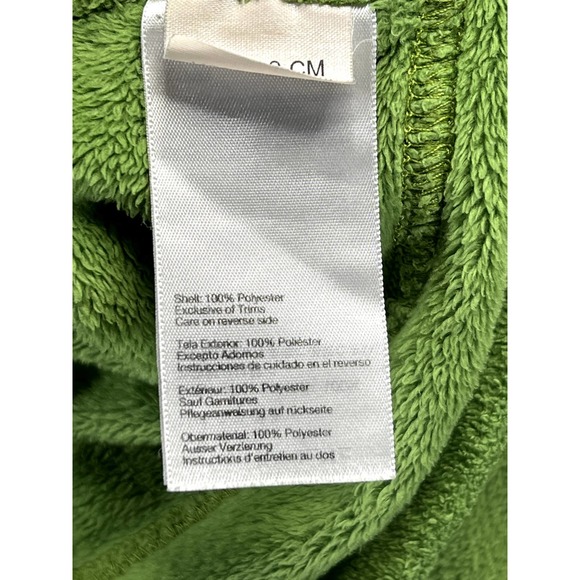 CM
Shell: 100% Polyester
Exclusive of Trims
Care on reverse side
Tela Exterior: 100% Poliéster
Excepto Adornos
Instrucciones de cuidado en el reverso
Extérieur: 100% Polyester
Sauf Garnitures
Pflegeanweisung auf rückseite
Obermaterial: 100% Polyester
Ausser Verzierung
Instructions d'entretien au dos